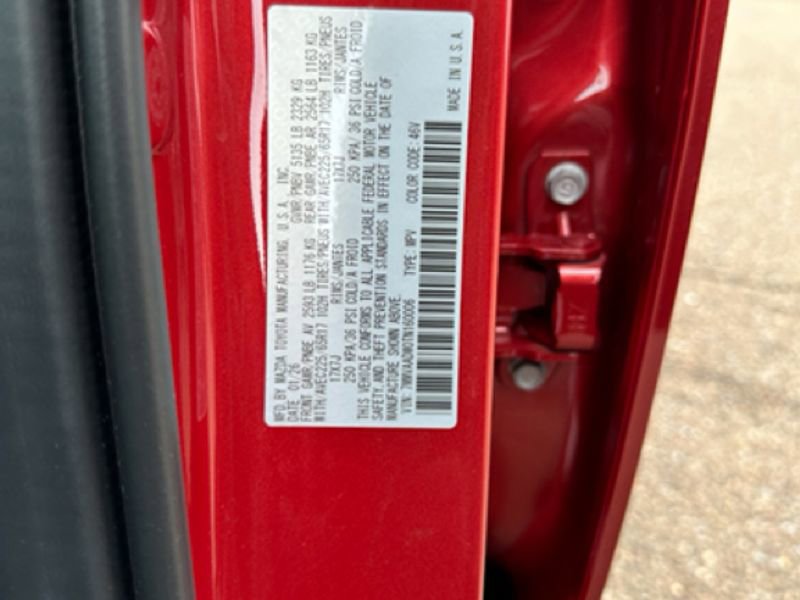 MFD BY MAZDA TOYOTA MANUFACTURING, U.S.A., INC.
DATE 01/26 GVWR/PNBV 5135 LB 2329 KG
FRONT GAWR/PNBE AV 2593 LB 1176 KG REAR GAWR/PNBE AR 2564 LB 1163 KG
WITH/AVEC225/65R17 102H TIRES/PNEUS WITH/AVEC225/65R17 102H TIRES/PNEUS
17X7J RIMS/JANTES 17X7J RIMS/JANTES
250 KPA/36 PSI COLD/A FROID 250 KPA/36 PSI COLD/A FROID
THIS VEHICLE CONFORMS TO ALL APPLICABLE FEDERAL MOTOR VEHICLE
SAFETY AND THEFT PREVENTION STANDARDS IN EFFECT ON THE DATE OF
MANUFACTURE SHOWN ABOVE.
VIN: TYPE: MPV COLOR CODE: 46V
MADE IN U.S.A.